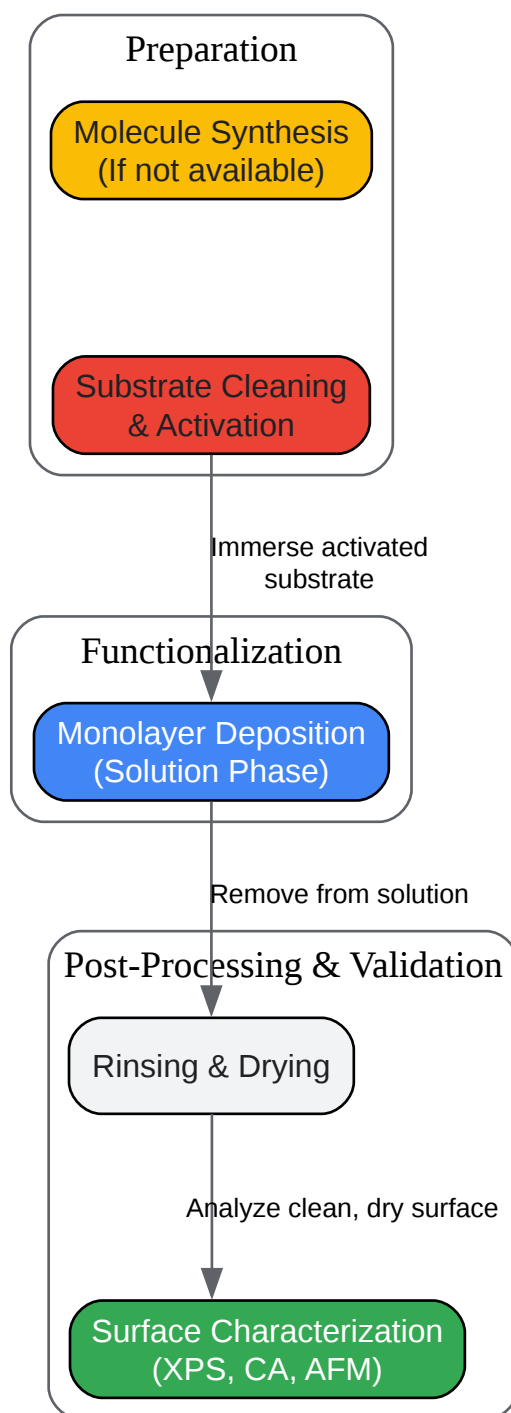 Preparation
Molecule Synthesis
(If not available)
Substrate Cleaning
& Activation
Immerse activated
substrate
Functionalization
Monolayer Deposition
(Solution Phase)
Remove from solution
Post-Processing & Validation
Rinsing & Drying
Analyze clean, dry surface
Surface Characterization
(XPS, CA, AFM)